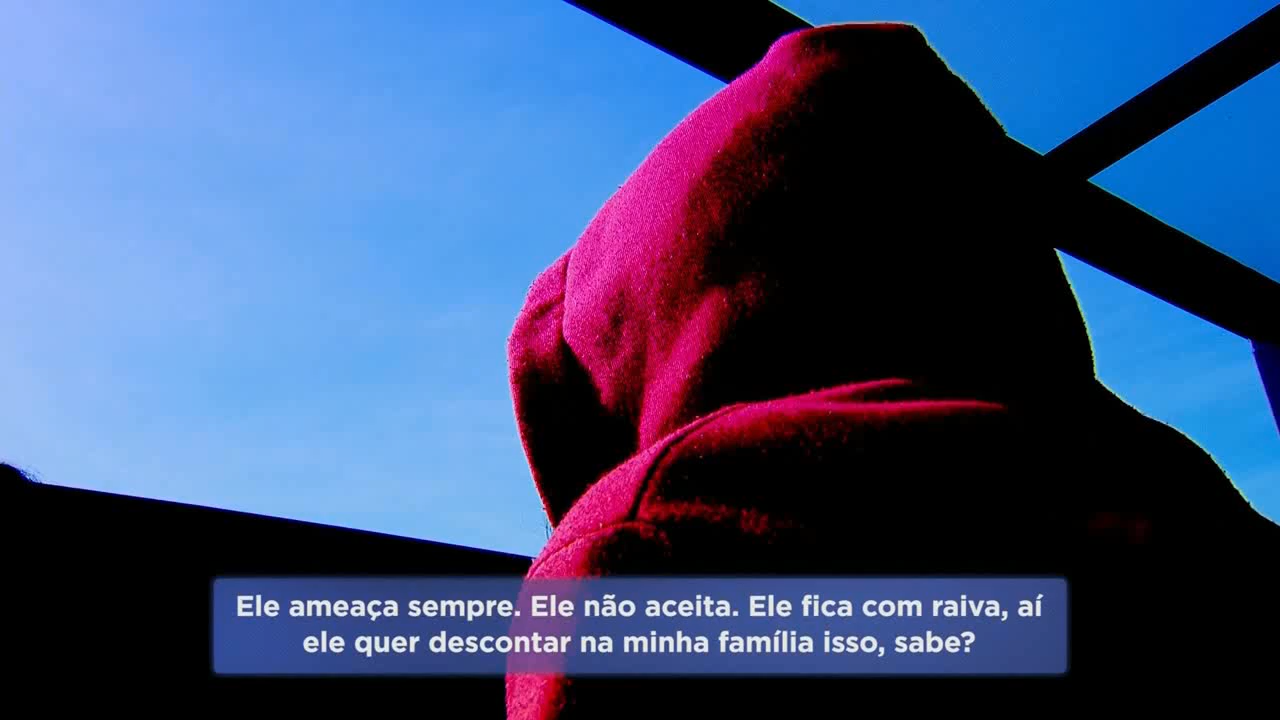 Ele ameaça sempre. Ele não aceita. Ele fica com raiva, aí
ele quer descontar na minha família isso, sabe?